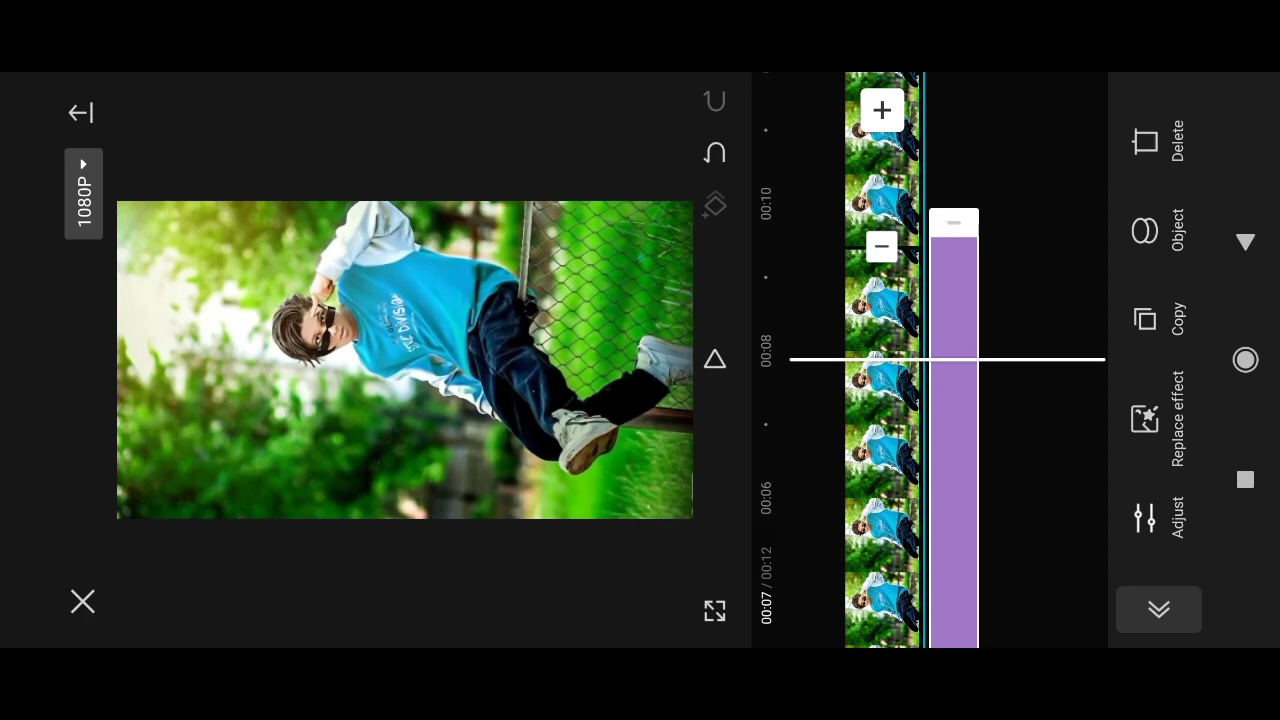 1080P
00:07 / 00:12
00:06
00:08
00:10
Adjust
Replace effect
Copy
Object
Delete